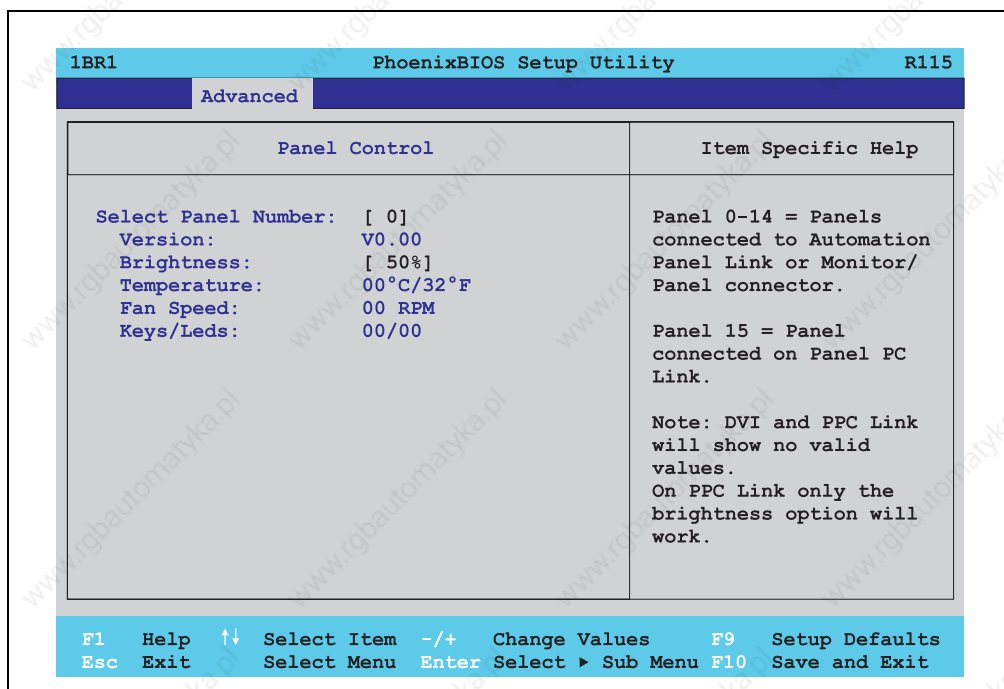 1BR1 PhoenixBIOS Setup Utility R115
Advanced
Panel Control
Select Panel Number: [ 0]
Version: V0.00
Brightness: [ 50%]
Temperature: 00°C/32°F
Fan Speed: 00 RPM
Keys/Leds: 00/00
Item Specific Help
Panel 0-14 = Panels
connected to Automation
Panel Link or Monitor/
Panel connector.
Panel 15 = Panel
connected on Panel PC
Link.
Note: DVI and PPC Link
will show no valid
values.
On PPC Link only the
brightness option will
work.
F1 Help ↑↓ Select Item -/+ Change Values F9 Setup Defaults
Esc Exit Select Menu Enter Select ▶ Sub Menu F10 Save and Exit
www.rgbautomatyka.pl